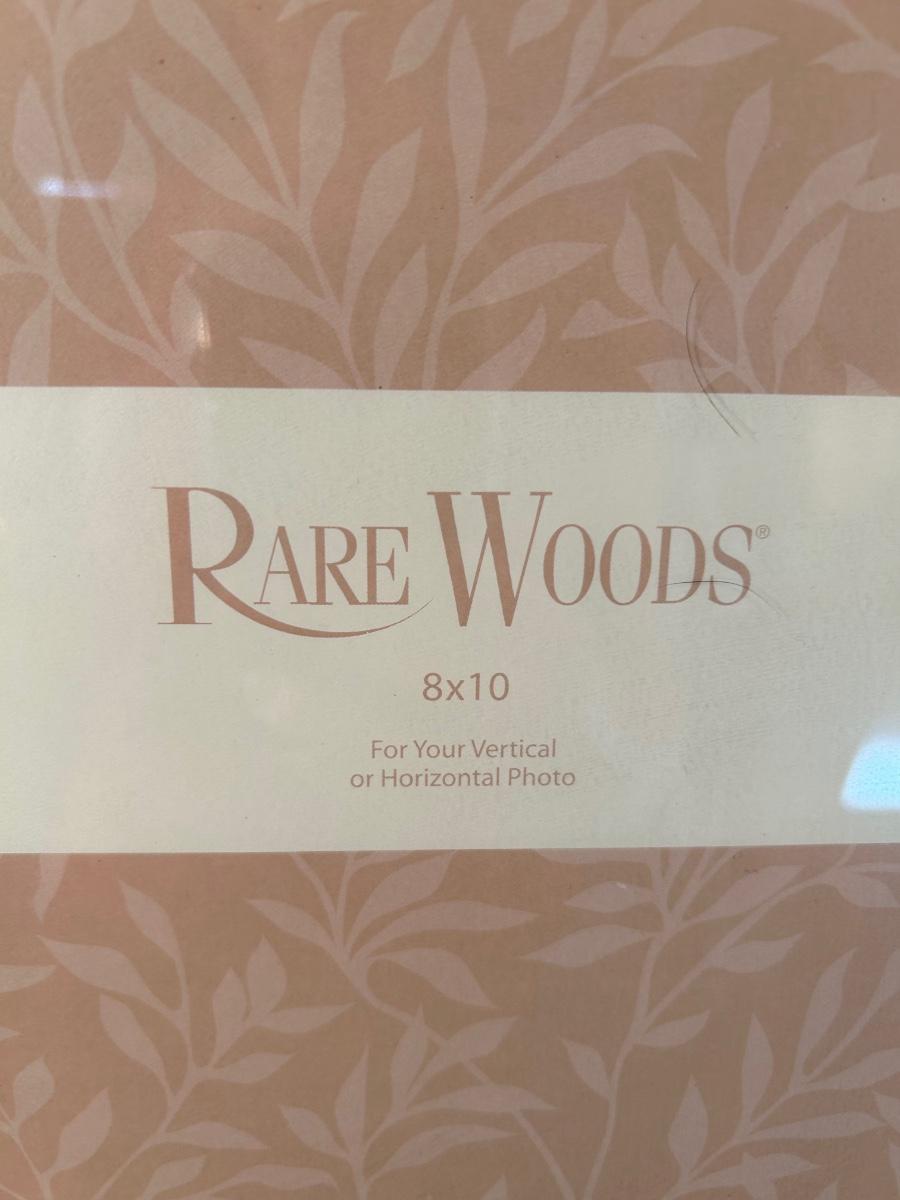 RARE WOODS®
8x10
For Your Vertical
or Horizontal Photo